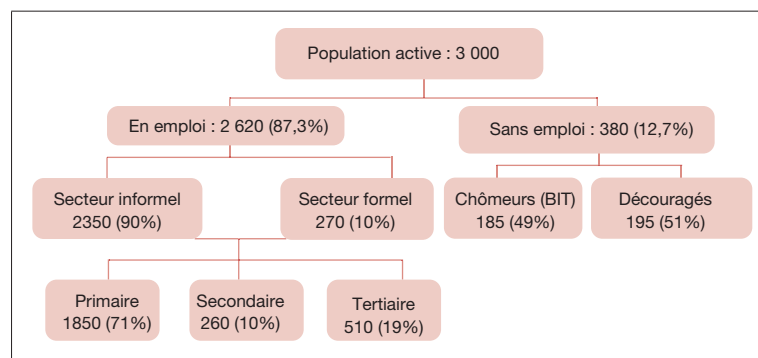 Population active : 3 000
En emploi : 2 620 (87,3%)
Sans emploi : 380 (12,7%)
Secteur informel
2350 (90%)
Secteur formel
270 (10%)
Chômeurs (BIT)
185 (49%)
Découragés
195 (51%)
Primaire
1850 (71%)
Secondaire
260 (10%)
Tertiaire
510 (19%)